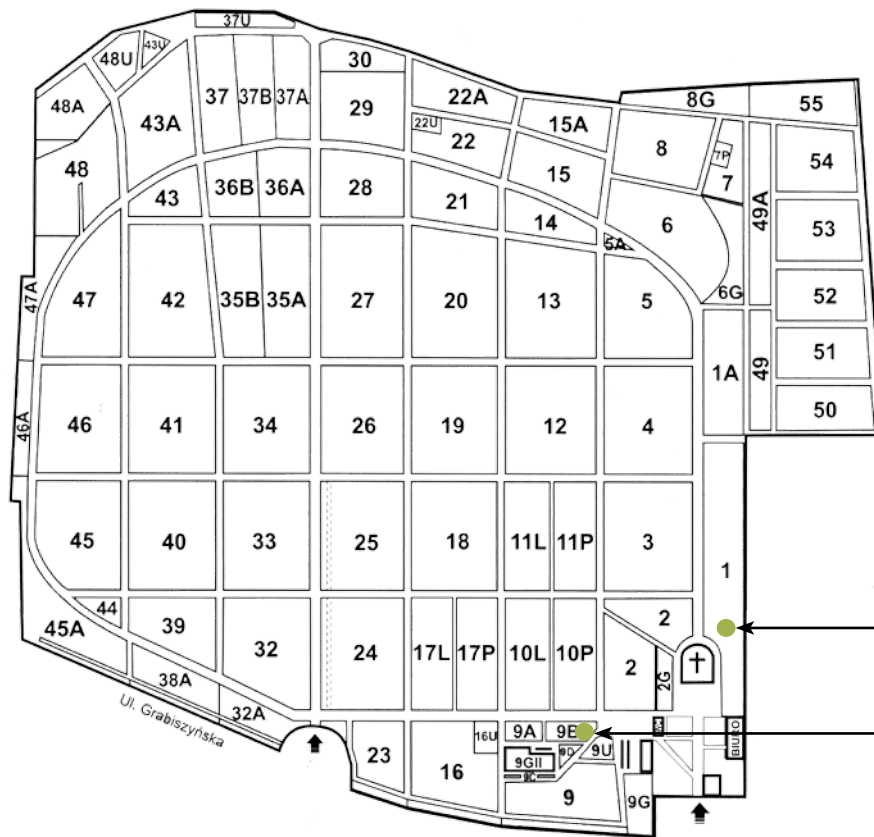 37U
43U
48U
30
37
37B
37A
22A
8G
55
48A
43A
29
22U
22
15A
8
7P
54
48
7
15
43
36B
36A
28
21
14
6
49A
53
5A
47A
47
42
35B
35A
27
20
13
5
6G
52
1A
49
51
46A
46
41
34
26
19
12
4
50
45
40
33
25
18
11L
11P
3
1
44
45A
39
32
24
17L
17P
10L
10P
2
2
2G
38A
32A
Ul. Grabiszyńska
23
16U
16
9A
9B
9GII
9D
9U
9C
9
9G
BIURO